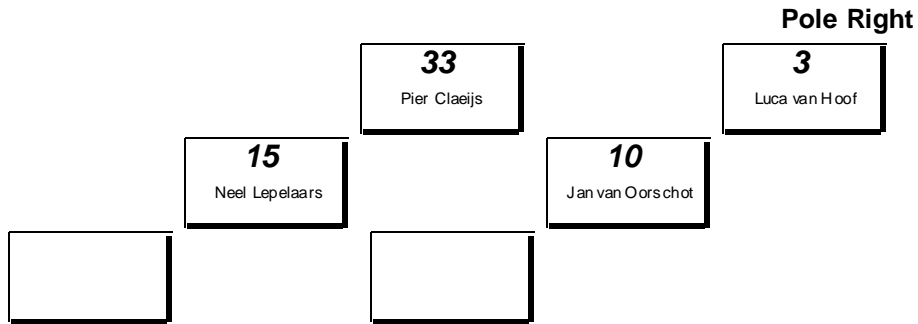 Pole Right
33
Pier Claeijs
3
Luca van Hoof
15
Neel Lepelaars
10
Jan van Oorschot